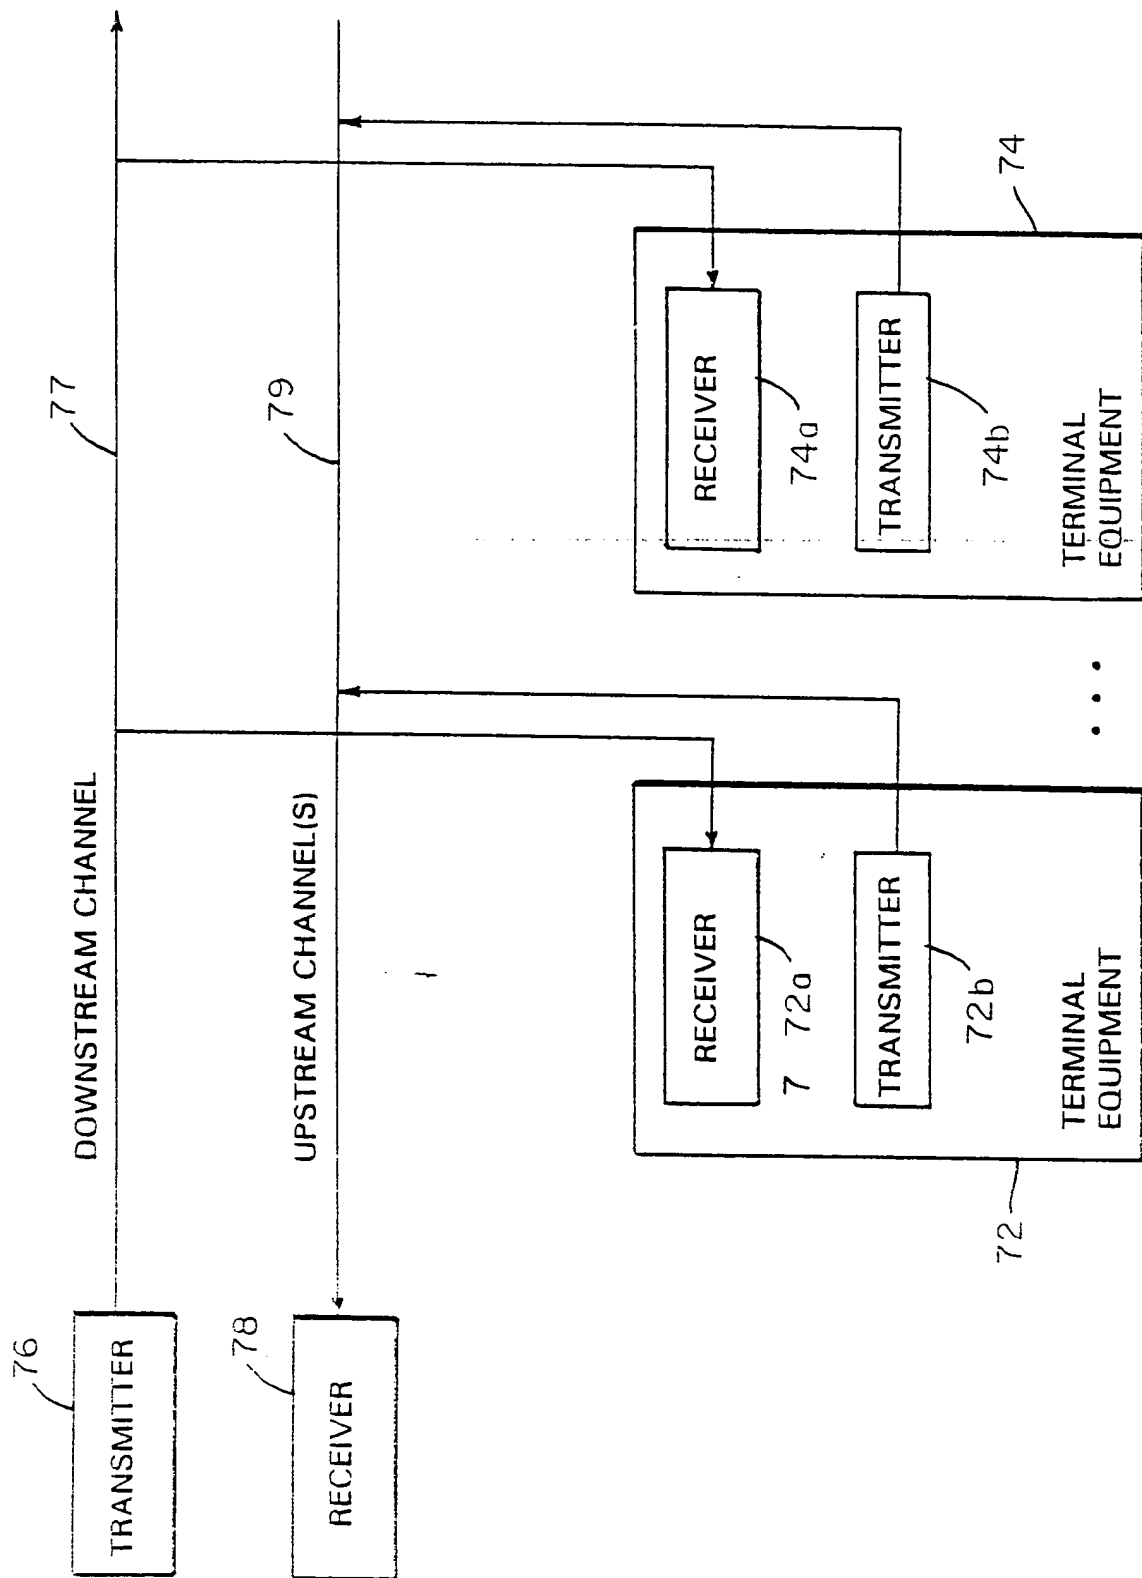 76
TRANSMITTER
DOWNSTREAM CHANNEL
77
78
RECEIVER
UPSTREAM CHANNEL(S)
79
RECEIVER
7 72a
TRANSMITTER
72b
TERMINAL
EQUIPMENT
72
RECEIVER
74a
TRANSMITTER
74b
TERMINAL
EQUIPMENT
74